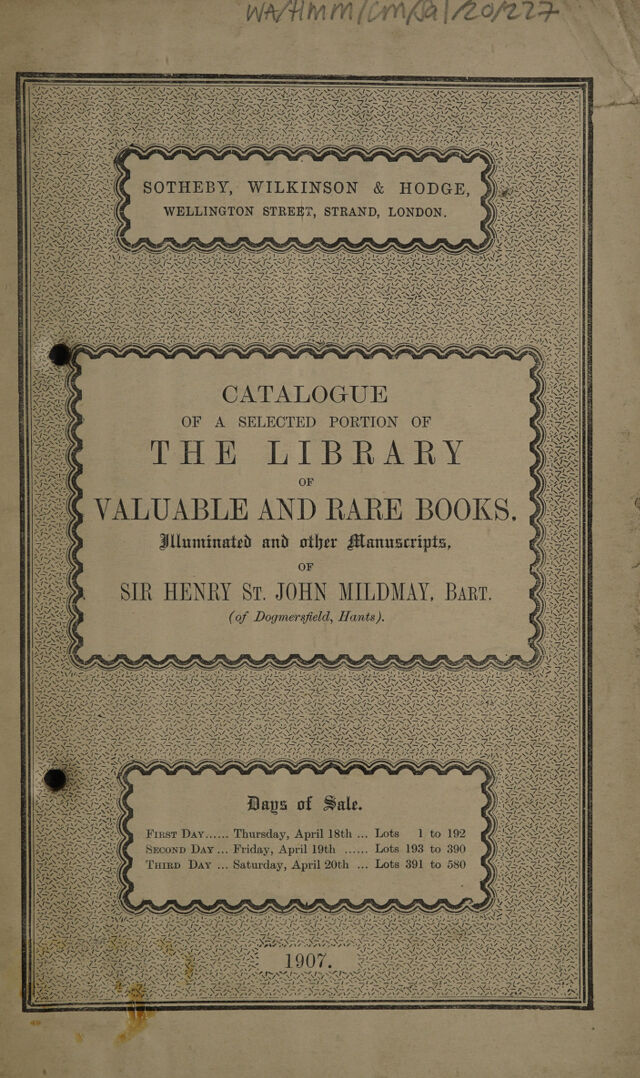 WA/HMM/CM/Sal/20/227
SOTHEBY, WILKINSON & HODGE,
WELLINGTON STREET, STRAND, LONDON.
CATALOGUE
OF A SELECTED PORTION OF
THE LIBRARY
OF
VALUABLE AND RARE BOOKS.
Illuminated and other Manuscripts,
OF
SIR HENRY ST. JOHN MILDMAY, BART.
(of Dogmersfield, Hants).
Days of Sale.
FIRST DAY...... Thursday, April 18th ... Lots 1 to 192
SECOND DAY ... Friday, April 19th ...... Lots 193 to 390
THIRD DAY ... Saturday, April 20th ... Lots 391 to 580
1907.